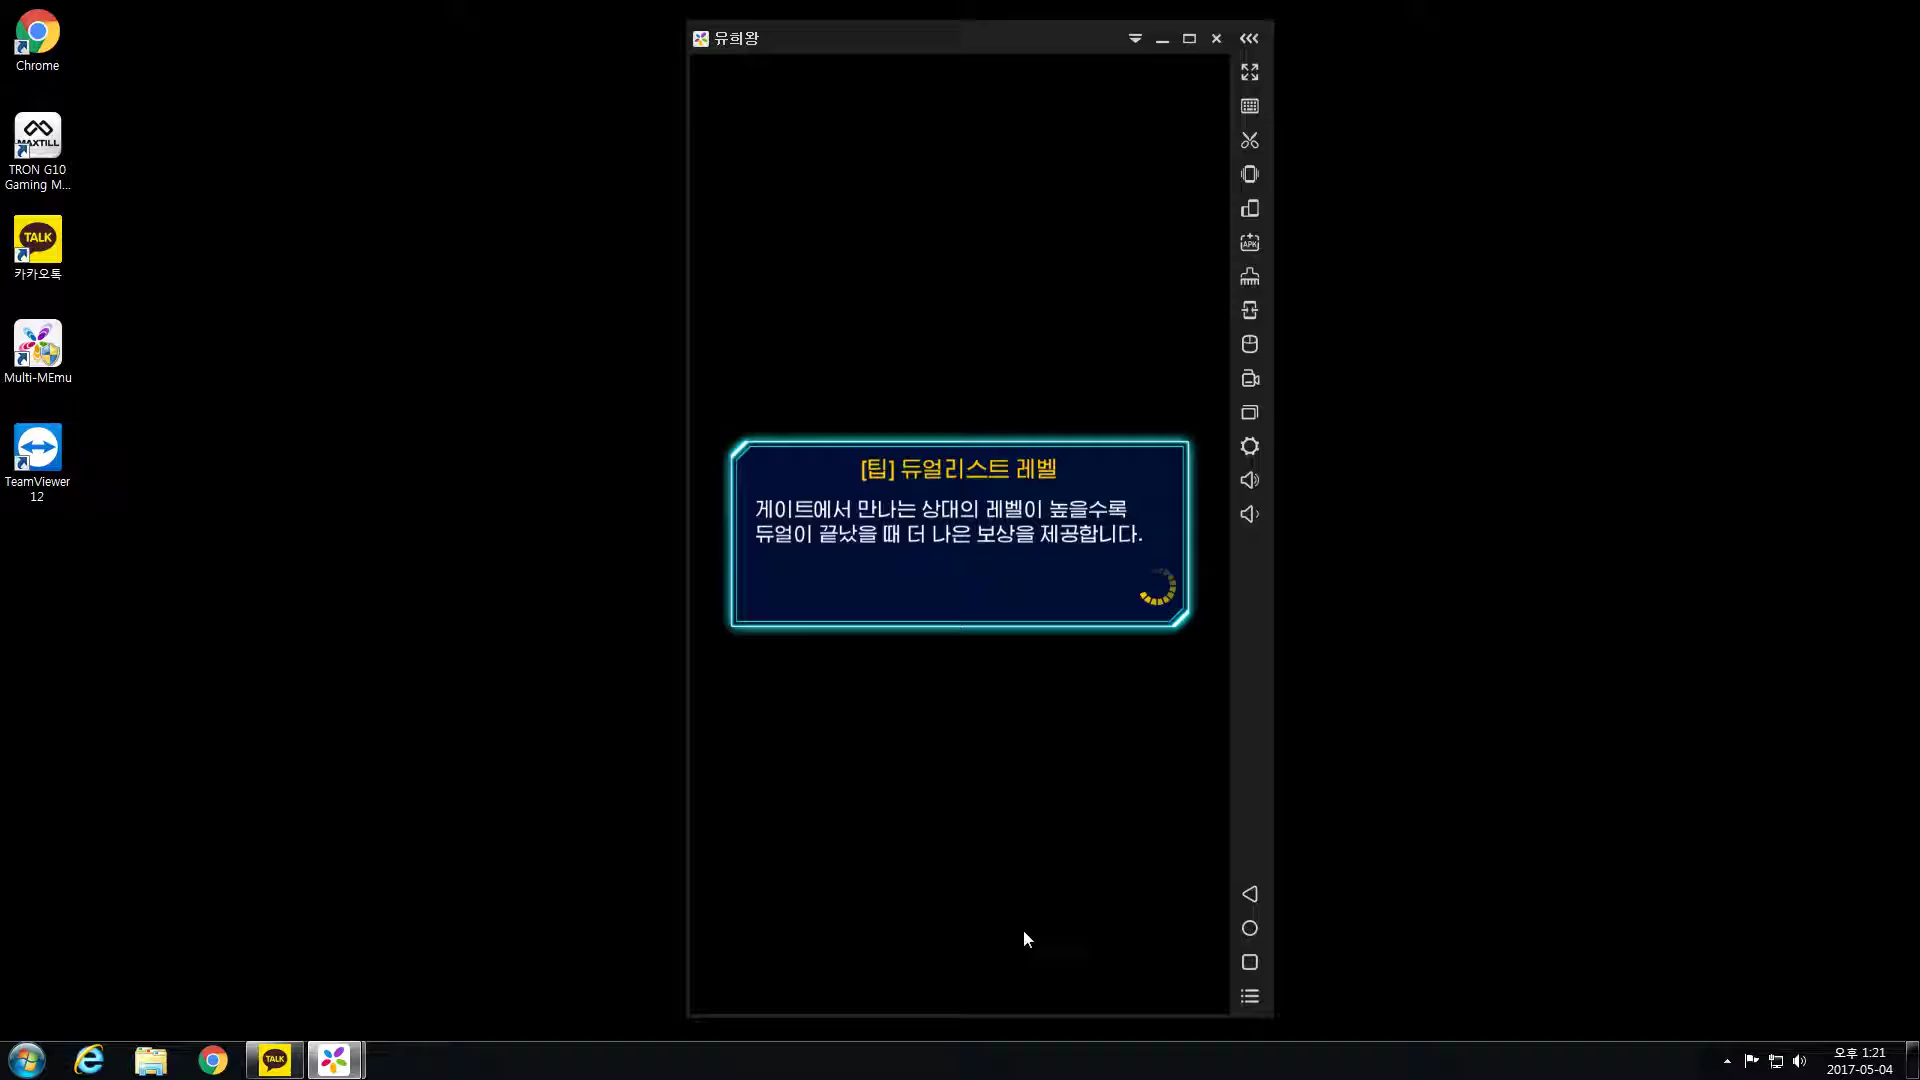 유희왕
Chrome
MAXTILL
TRON G10
Gaming M...
TALK
카카오톡
Multi-MEmu
TeamViewer
12
APK
[팁] 듀얼리스트 레벨
게이트에서 만나는 상대의 레벨이 높을수록
듀얼이 끝났을 때 더 나은 보상을 제공합니다.
TALK
오후 1:21
2017-05-04